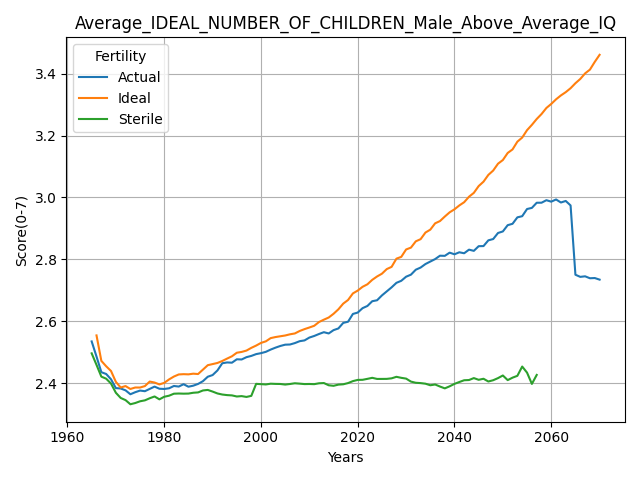 Average_IDEAL_NUMBER_OF_CHILDREN_Male_Above_Average_IQ
Fertility
Actual
Ideal
Sterile
3.4
3.2
3.0
2.8
2.6
2.4
Score(0-7)
1960
1980
2000
2020
2040
2060
Years